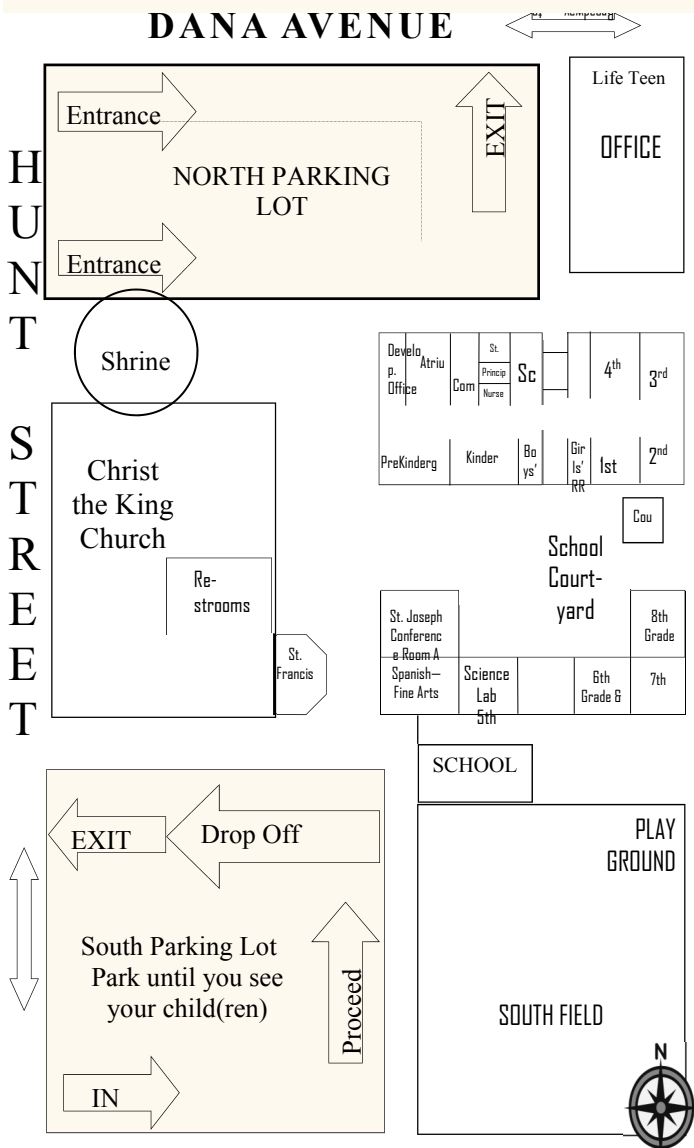 DANA AVENUE
Life Teen
OFFICE
Entrance
EXIT
NORTH PARKING
LOT
Entrance
HUNT STREET
Shrine
Develo
p.
Office
Atriu
Com
St.
Princip
Nurse
Sc
4th
3rd
PreKinderg
Kinder
Bo
ys'
Gir
ls'
RR
1st
2nd
Christ
the King
Church
Re-
strooms
St.
Francis
Cou
School
Court-
yard
St. Joseph
Conferenc
e Room A
Spanish—
Fine Arts
Science
Lab
5th
6th
Grade &
8th
Grade
7th
SCHOOL
EXIT
Drop Off
South Parking Lot
Park until you see
your child(ren)
Proceed
IN
PLAY
GROUND
SOUTH FIELD
N